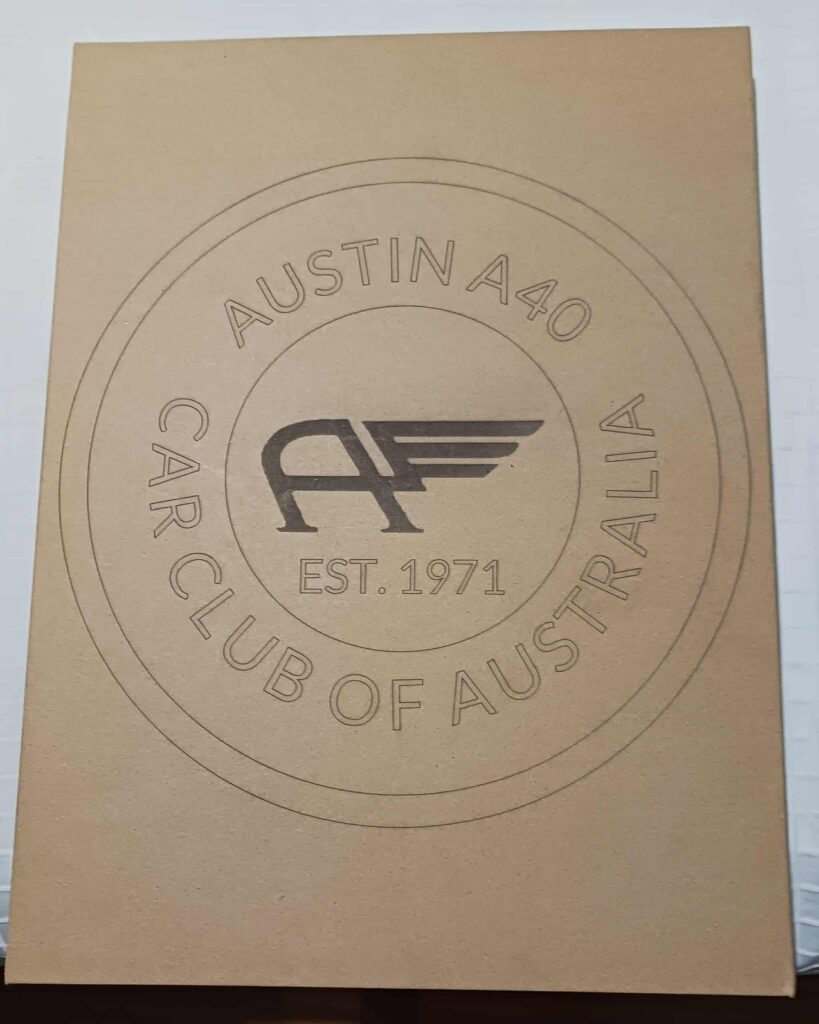 AUSTIN A40
EST. 1971
CAR CLUB OF AUSTRALIA